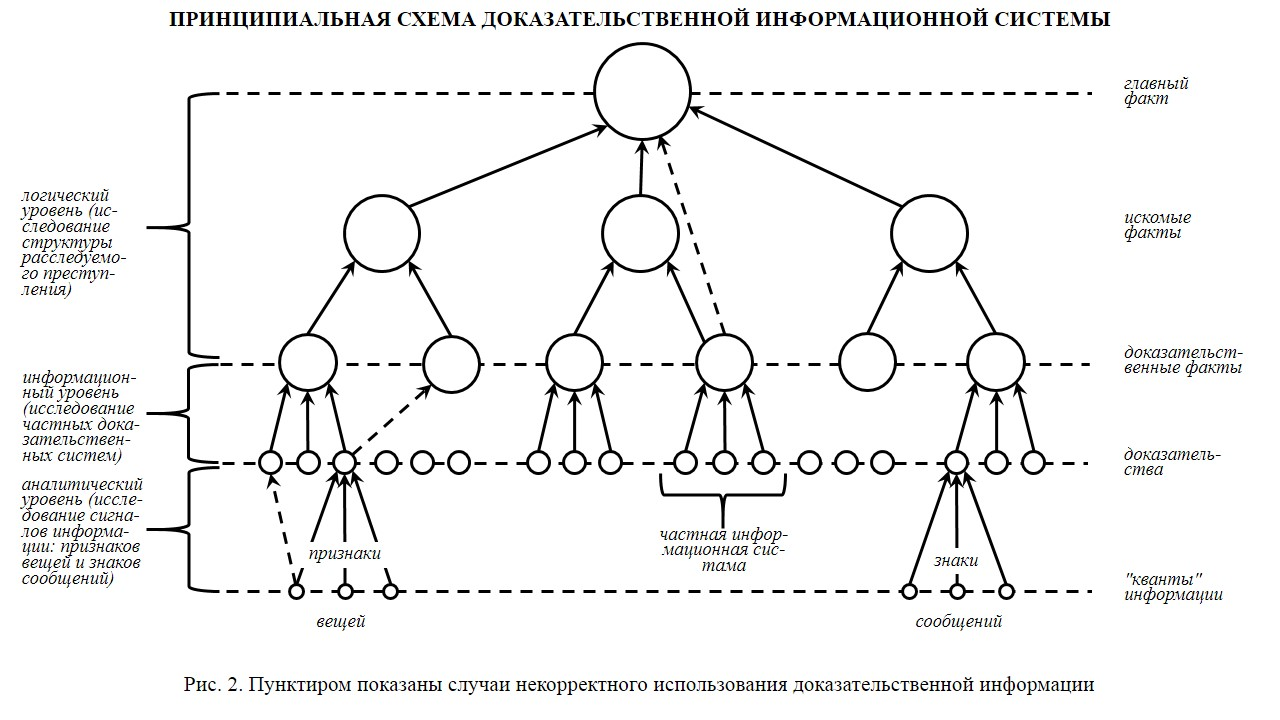 ПРИНЦИПИАЛЬНАЯ СХЕМА ДОКАЗАТЕЛЬСТВЕННОЙ ИНФОРМАЦИОННОЙ СИСТЕМЫ
главный
факт
логический
уровень (ис-
следование
структуры
расследуемо-
го преступ-
ления)
искомые
факты
доказательст-
венные факты
информацион-
ный уровень
(исследование
частных дока-
зательствен-
ных систем)
доказатель-
ства
аналитический
уровень (иссле-
дование сигна-
лов информа-
ции: признаков
вещей и знаков
сообщений)
признаки
частная инфор-
мационная сис-
тама
знаки
"кванты"
информации
вещей
сообщений
Рис. 2. Пунктиром показаны случаи некорректного использования доказательственной информации